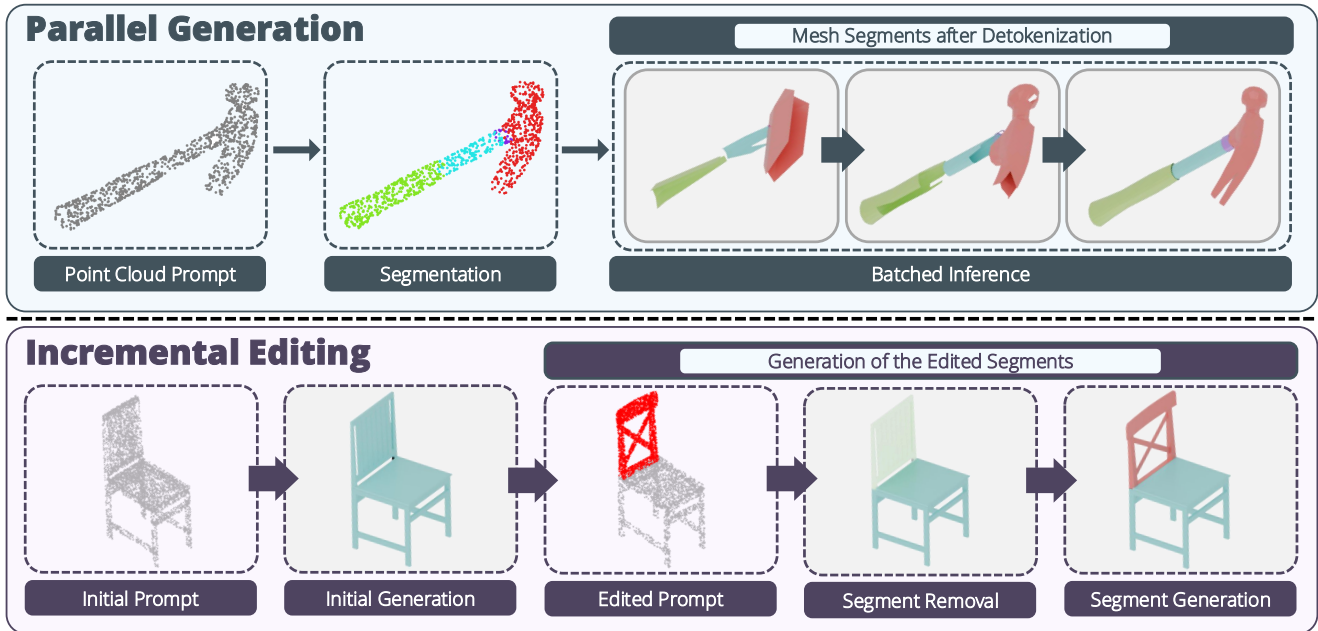 Parallel Generation
Mesh Segments after Detokenization
Point Cloud Prompt
Segmentation
Batched Inference
Incremental Editing
Generation of the Edited Segments
Initial Prompt
Initial Generation
Edited Prompt
Segment Removal
Segment Generation